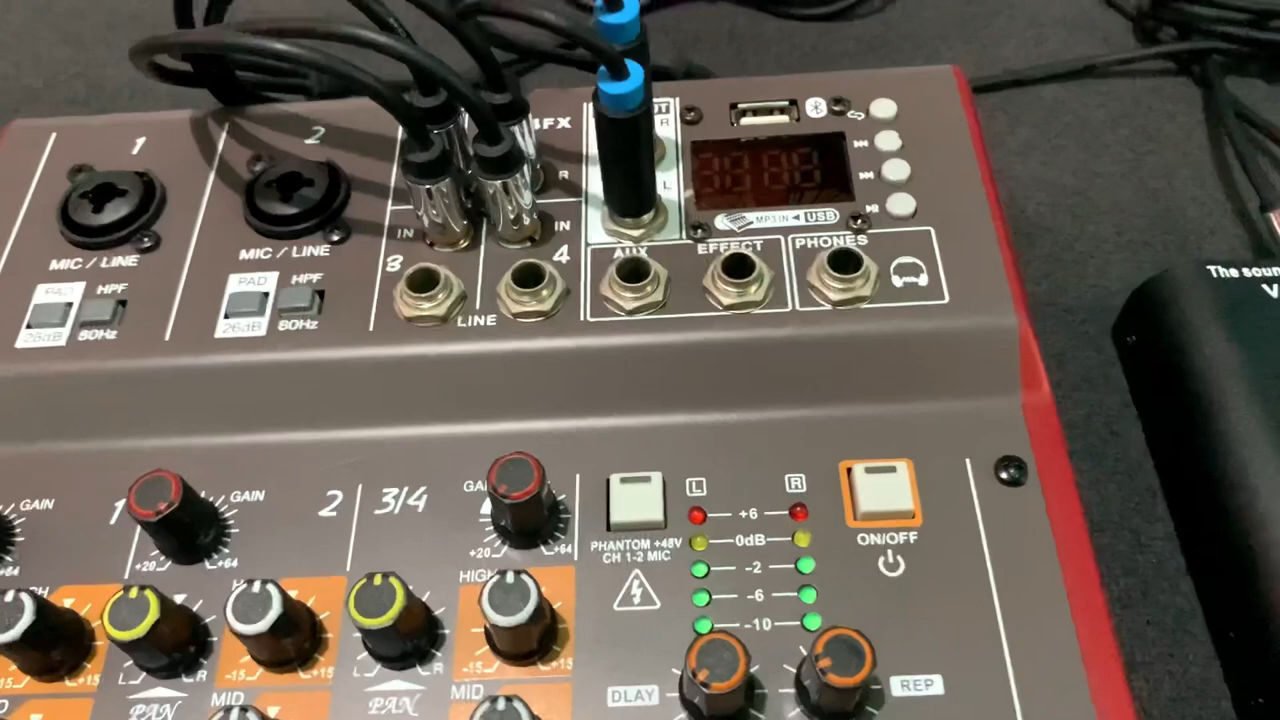 1
2
4FX
R
R
L
IN
IN
MP3 IN ◄ USB
MIC / LINE
MIC / LINE
PAD
HPF
26dB
80Hz
PAD
HPF
26dB
80Hz
3
4
LINE
AUX
EFFECT
PHONES
The soun
V
GAIN
1
GAIN
2
3/4
+20
+64
+20
+64
L
R
+6
0dB
-2
-6
-10
PHANTOM +48V
CH 1-2 MIC
ON/OFF
HIGH
-15
+15
-15
+15
L
R
L
R
PAN
PAN
MID
MID
DLAY
REP